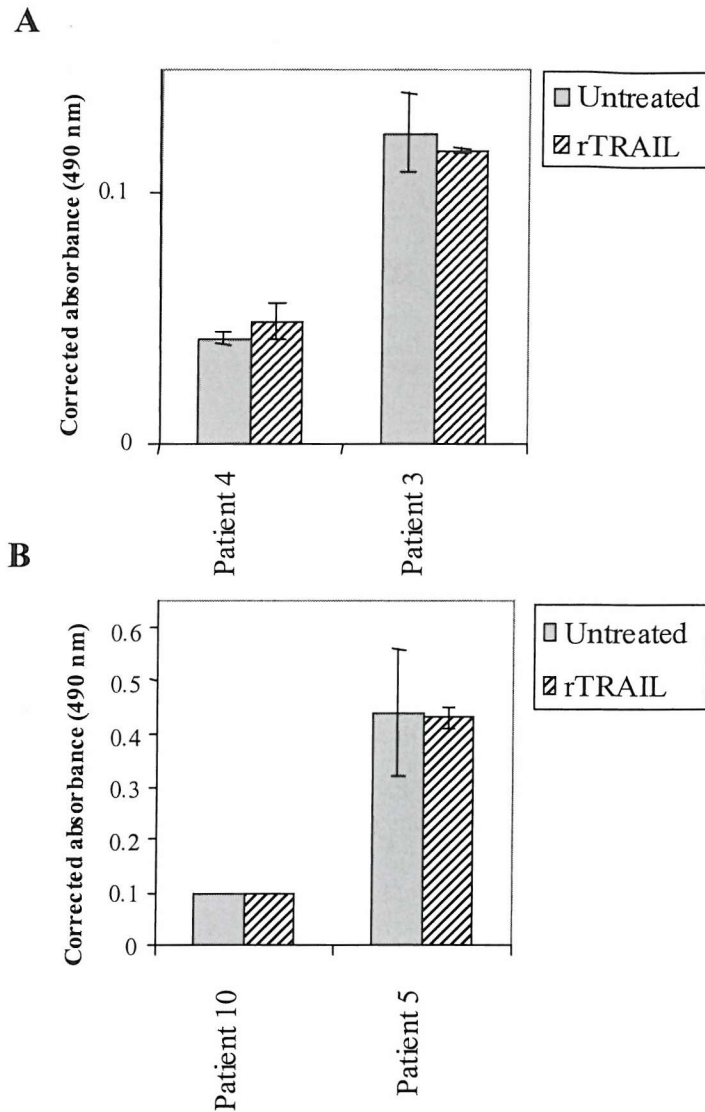 A
Corrected absorbance (490 nm)
0.1
0
Untreated
rTRAIL
Patient 4
Patient 3
B
Corrected absorbance (490 nm)
0.6
0.5
0.4
0.3
0.2
0.1
0
Untreated
rTRAIL
Patient 10
Patient 5